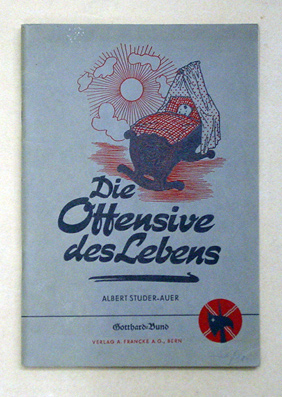 Die
Offensive
des Lebens
ALBERT STUDER-AUER
Gotthard-Bund
VERLAG A. FRANCKE A.G., BERN